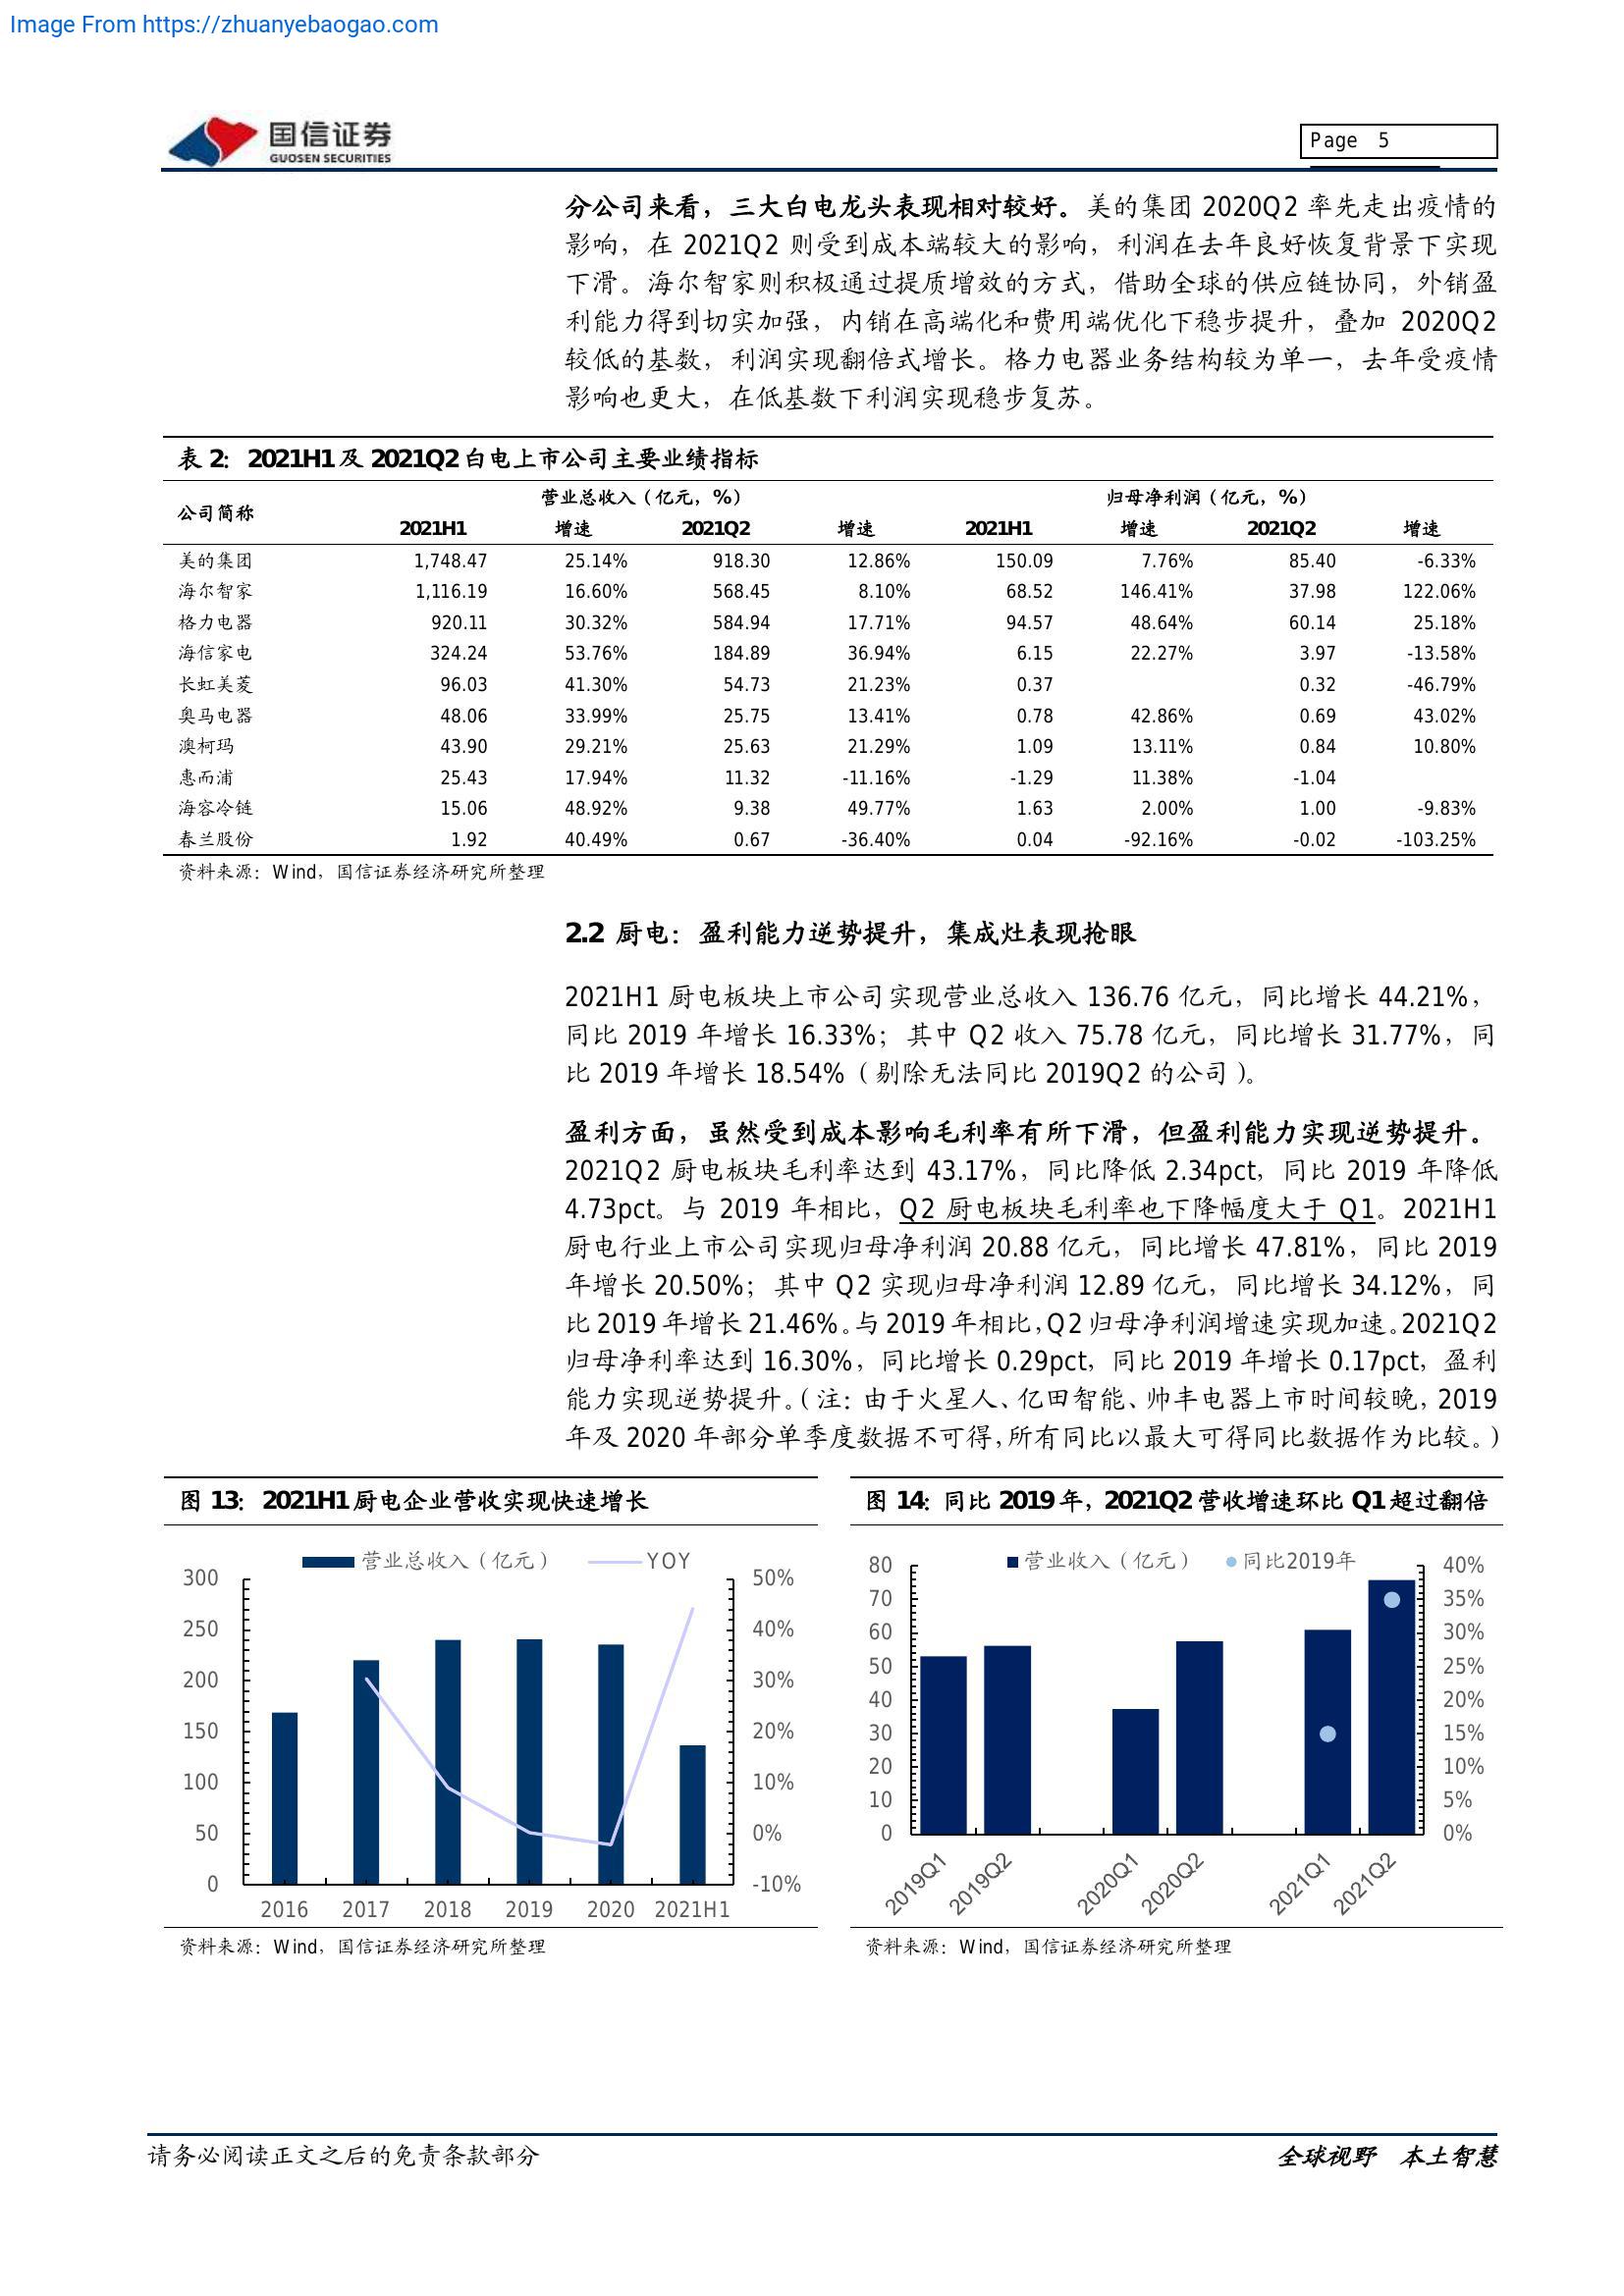 Image From https://zhuanyebaogao.com
国信证券
GUOSEN SECURITIES
Page 5
分公司来看，三大白电龙头表现相对较好。美的集团 2020Q2 率先走出疫情的
影响，在 2021Q2 则受到成本端较大的影响，利润在去年良好恢复背景下实现
下滑。海尔智家则积极通过提质增效的方式，借助全球的供应链协同，外销盈
利能力得到切实加强，内销在高端化和费用端优化下稳步提升，叠加 2020Q2
较低的基数，利润实现翻倍式增长。格力电器业务结构较为单一，去年受疫情
影响也更大，在低基数下利润实现稳步复苏。
表 2：2021H1 及 2021Q2 白电上市公司主要业绩指标
公司简称 营业总收入（亿元，%） 归母净利润（亿元，%）
2021H1 增速 2021Q2 增速 2021H1 增速 2021Q2 增速
美的集团 1,748.47 25.14% 918.30 12.86% 150.09 7.76% 85.40 -6.33%
海尔智家 1,116.19 16.60% 568.45 8.10% 68.52 146.41% 37.98 122.06%
格力电器 920.11 30.32% 584.94 17.71% 94.57 48.64% 60.14 25.18%
海信家电 324.24 53.76% 184.89 36.94% 6.15 22.27% 3.97 -13.58%
长虹美菱 96.03 41.30% 54.73 21.23% 0.37 0.32 -46.79%
奥马电器 48.06 33.99% 25.75 13.41% 0.78 42.86% 0.69 43.02%
澳柯玛 43.90 29.21% 25.63 21.29% 1.09 13.11% 0.84 10.80%
惠而浦 25.43 17.94% 11.32 -11.16% -1.29 11.38% -1.04
海容冷链 15.06 48.92% 9.38 49.77% 1.63 2.00% 1.00 -9.83%
春兰股份 1.92 40.49% 0.67 -36.40% 0.04 -92.16% -0.02 -103.25%
资料来源：Wind，国信证券经济研究所整理
2.2 厨电：盈利能力逆势提升，集成灶表现抢眼
2021H1 厨电板块上市公司实现营业总收入 136.76 亿元，同比增长 44.21%，
同比 2019 年增长 16.33%；其中 Q2 收入 75.78 亿元，同比增长 31.77%，同
比 2019 年增长 18.54%（剔除无法同比 2019Q2 的公司）。
盈利方面，虽然受到成本影响毛利率有所下滑，但盈利能力实现逆势提升。
2021Q2 厨电板块毛利率达到 43.17%，同比降低 2.34pct，同比 2019 年降低
4.73pct。与 2019 年相比，Q2 厨电板块毛利率也下降幅度大于 Q1。2021H1
厨电行业上市公司实现归母净利润 20.88 亿元，同比增长 47.81%，同比 2019
年增长 20.50%；其中 Q2 实现归母净利润 12.89 亿元，同比增长 34.12%，同
比 2019 年增长 21.46%。与 2019 年相比，Q2 归母净利润增速实现加速。2021Q2
归母净利率达到 16.30%，同比增长 0.29pct，同比 2019 年增长 0.17pct，盈利
能力实现逆势提升。（注：由于火星人、亿田智能、帅丰电器上市时间较晚，2019
年及 2020 年部分单季度数据不可得，所有同比以最大可得同比数据作为比较。）
图 13：2021H1 厨电企业营收实现快速增长
营业总收入（亿元） YOY
300 50%
250 40%
200 30%
150 20%
100 10%
50 0%
0 -10%
2016 2017 2018 2019 2020 2021H1
资料来源：Wind，国信证券经济研究所整理
图 14：同比 2019 年，2021Q2 营收增速环比 Q1 超过翻倍
营业收入（亿元） 同比2019年
80 40%
70 35%
60 30%
50 25%
40 20%
30 15%
20 10%
10 5%
0 0%
2019Q1 2019Q2 2020Q1 2020Q2 2021Q1 2021Q2
资料来源：Wind，国信证券经济研究所整理
请务必阅读正文之后的免责条款部分
全球视野 本土智慧